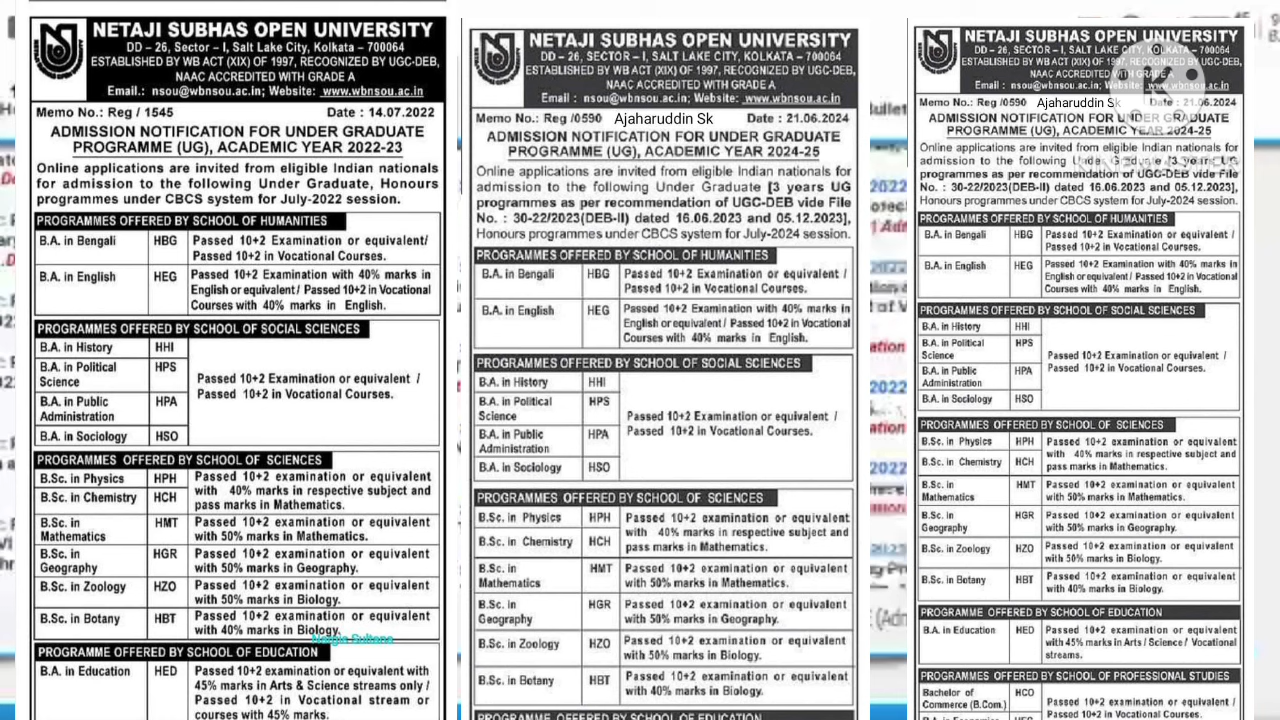 NETAJI SUBHAS OPEN UNIVERSITY
DD – 26, Sector – I, Salt Lake City, Kolkata – 700064
ESTABLISHED BY WB ACT (XIX) OF 1997, RECOGNIZED BY UGC-DEB,
NAAC ACCREDITED WITH GRADE A
Email.: nsou@wbnsou.ac.in; Website: www.wbnsou.ac.in
Memo No.: Reg / 1545 Date : 14.07.2022
ADMISSION NOTIFICATION FOR UNDER GRADUATE
PROGRAMME (UG), ACADEMIC YEAR 2022-23
Online applications are invited from eligible Indian nationals
for admission to the following Under Graduate, Honours
programmes under CBCS system for July-2022 session.
PROGRAMMES OFFERED BY SCHOOL OF HUMANITIES
B.A. in Bengali HBG Passed 10+2 Examination or equivalent/
Passed 10+2 in Vocational Courses.
B.A. in English HEG Passed 10+2 Examination with 40% marks in
English or equivalent / Passed 10+2 in Vocational
Courses with 40% marks in English.
PROGRAMMES OFFERED BY SCHOOL OF SOCIAL SCIENCES
B.A. in History HHI
B.A. in Political Science HPS
B.A. in Public Administration HPA
B.A. in Sociology HSO
Passed 10+2 Examination or equivalent /
Passed 10+2 in Vocational Courses.
PROGRAMMES OFFERED BY SCHOOL OF SCIENCES
B.Sc. in Physics HPH
B.Sc. in Chemistry HCH
Passed 10+2 examination or equivalent
with 40% marks in respective subject and
pass marks in Mathematics.
B.Sc. in Mathematics HMT Passed 10+2 examination or equivalent
with 50% marks in Mathematics.
B.Sc. in Geography HGR Passed 10+2 examination or equivalent
with 50% marks in Geography.
B.Sc. in Zoology HZO Passed 10+2 examination or equivalent
with 50% marks in Biology.
B.Sc. in Botany HBT Passed 10+2 examination or equivalent
with 40% marks in Biology.
Sultana
PROGRAMME OFFERED BY SCHOOL OF EDUCATION
B.A. in Education HED Passed 10+2 examination or equivalent with
45% marks in Arts & Science streams only /
Passed 10+2 in Vocational stream or
courses with 45% marks.
NETAJI SUBHAS OPEN UNIVERSITY
DD – 26, SECTOR – I, SALT LAKE CITY, KOLKATA – 700064
ESTABLISHED BY WB ACT (XIX) OF 1997, RECOGNIZED BY UGC-DEB,
NAAC ACCREDITED WITH GRADE A
Email : nsou@wbnsou.ac.in; Website: www.wbnsou.ac.in
Memo No.: Reg /0590 Ajaharuddin Sk Date : 21.06.2024
ADMISSION NOTIFICATION FOR UNDER GRADUATE
PROGRAMME (UG), ACADEMIC YEAR 2024-25
Online applications are invited from eligible Indian nationals for
admission to the following Under Graduate [3 years UG
programmes as per recommendation of UGC-DEB vide File
No. : 30-22/2023(DEB-II) dated 16.06.2023 and 05.12.2023],
Honours programmes under CBCS system for July-2024 session.
PROGRAMMES OFFERED BY SCHOOL OF HUMANITIES
B.A. in Bengali HBG Passed 10+2 Examination or equivalent /
Passed 10+2 in Vocational Courses.
B.A. in English HEG Passed 10+2 Examination with 40% marks in
English or equivalent / Passed 10+2 in Vocational
Courses with 40% marks in English.
PROGRAMMES OFFERED BY SCHOOL OF SOCIAL SCIENCES
B.A. in History HHI
B.A. in Political Science HPS
B.A. in Public Administration HPA
B.A. in Sociology HSO
Passed 10+2 Examination or equivalent /
Passed 10+2 in Vocational Courses.
PROGRAMMES OFFERED BY SCHOOL OF SCIENCES
B.Sc. in Physics HPH
B.Sc. in Chemistry HCH
Passed 10+2 examination or equivalent
with 40% marks in respective subject and
pass marks in Mathematics.
B.Sc. in Mathematics HMT Passed 10+2 examination or equivalent
with 50% marks in Mathematics.
B.Sc. in Geography HGR Passed 10+2 examination or equivalent
with 50% marks in Geography.
B.Sc. in Zoology HZO Passed 10+2 examination or equivalent
with 50% marks in Biology.
B.Sc. in Botany HBT Passed 10+2 examination or equivalent
with 40% marks in Biology.
PROGRAMME OFFERED BY SCHOOL OF EDUCATION
NETAJI SUBHAS OPEN UNIVERSITY
DD – 26, SECTOR – I, SALT LAKE CITY, KOLKATA – 700064
ESTABLISHED BY WB ACT (XIX) OF 1997, RECOGNIZED BY UGC-DEB,
NAAC ACCREDITED WITH GRADE A
Email : nsou@wbnsou.ac.in; Website: www.wbnsou.ac.in
Memo No.: Reg /0590 Ajaharuddin Sk Date : 21.06.2024
ADMISSION NOTIFICATION FOR UNDER GRADUATE
PROGRAMME (UG), ACADEMIC YEAR 2024-25
Online applications are invited from eligible Indian nationals for
admission to the following Under Graduate [3 years UG
programmes as per recommendation of UGC-DEB vide File
No. : 30-22/2023(DEB-II) dated 16.06.2023 and 05.12.2023],
Honours programmes under CBCS system for July-2024 session.
PROGRAMMES OFFERED BY SCHOOL OF HUMANITIES
B.A. in Bengali HBG Passed 10+2 Examination or equivalent /
Passed 10+2 in Vocational Courses.
B.A. in English HEG Passed 10+2 Examination with 40% marks in
English or equivalent / Passed 10+2 in Vocational
Courses with 40% marks in English.
PROGRAMMES OFFERED BY SCHOOL OF SOCIAL SCIENCES
B.A. in History HHI
B.A. in Political Science HPS
B.A. in Public Administration HPA
B.A. in Sociology HSO
Passed 10+2 Examination or equivalent /
Passed 10+2 in Vocational Courses.
PROGRAMMES OFFERED BY SCHOOL OF SCIENCES
B.Sc. in Physics HPH
B.Sc. in Chemistry HCH
Passed 10+2 examination or equivalent
with 40% marks in respective subject and
pass marks in Mathematics.
B.Sc. in Mathematics HMT Passed 10+2 examination or equivalent
with 50% marks in Mathematics.
B.Sc. in Geography HGR Passed 10+2 examination or equivalent
with 50% marks in Geography.
B.Sc. in Zoology HZO Passed 10+2 examination or equivalent
with 50% marks in Biology.
B.Sc. in Botany HBT Passed 10+2 examination or equivalent
with 40% marks in Biology.
PROGRAMME OFFERED BY SCHOOL OF EDUCATION
B.A. in Education HED Passed 10+2 examination or equivalent
with 45% marks in Arts / Science / Vocational
streams.
PROGRAMMES OFFERED BY SCHOOL OF PROFESSIONAL STUDIES
Bachelor of Commerce (B.Com.) HCO Passed 10+2 Examination or equivalent /
Passed 10+2 in Vocational Courses.